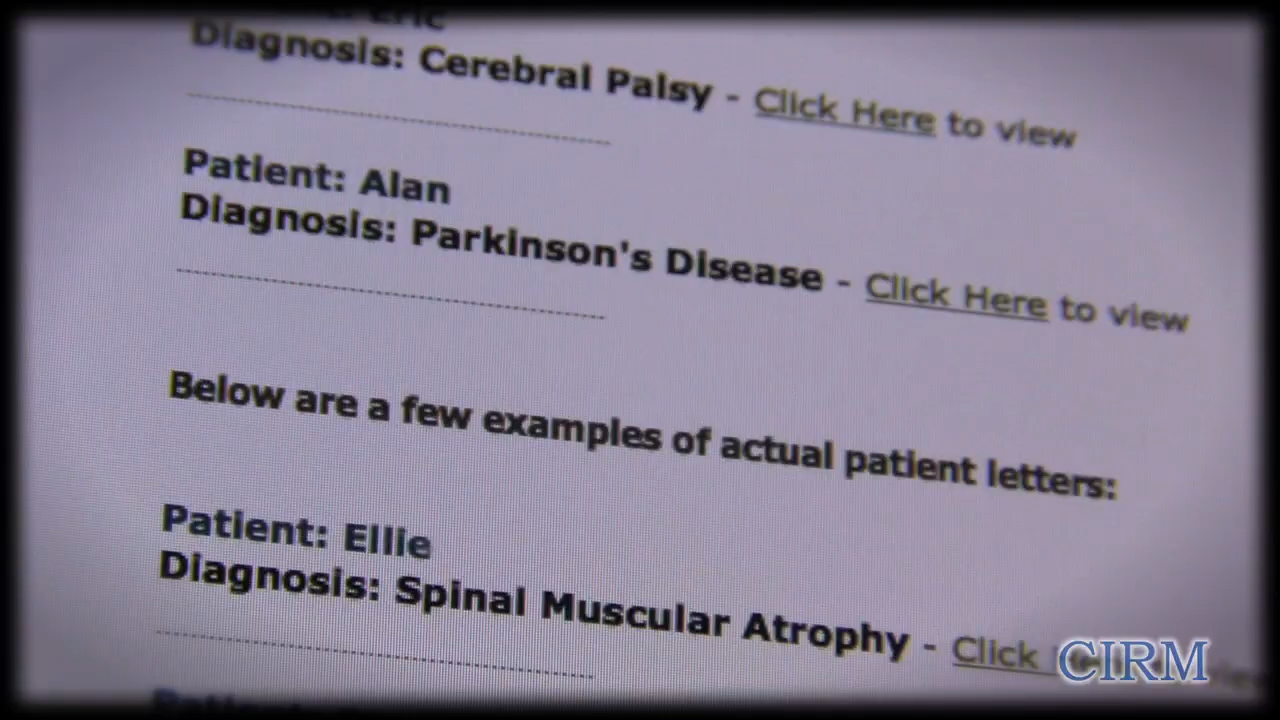 Eric
Diagnosis: Cerebral Palsy - Click Here to view
Patient: Alan
Diagnosis: Parkinson's Disease - Click Here to view
Below are a few examples of actual patient letters:
Patient: Ellie
Diagnosis: Spinal Muscular Atrophy - Click
CIRM